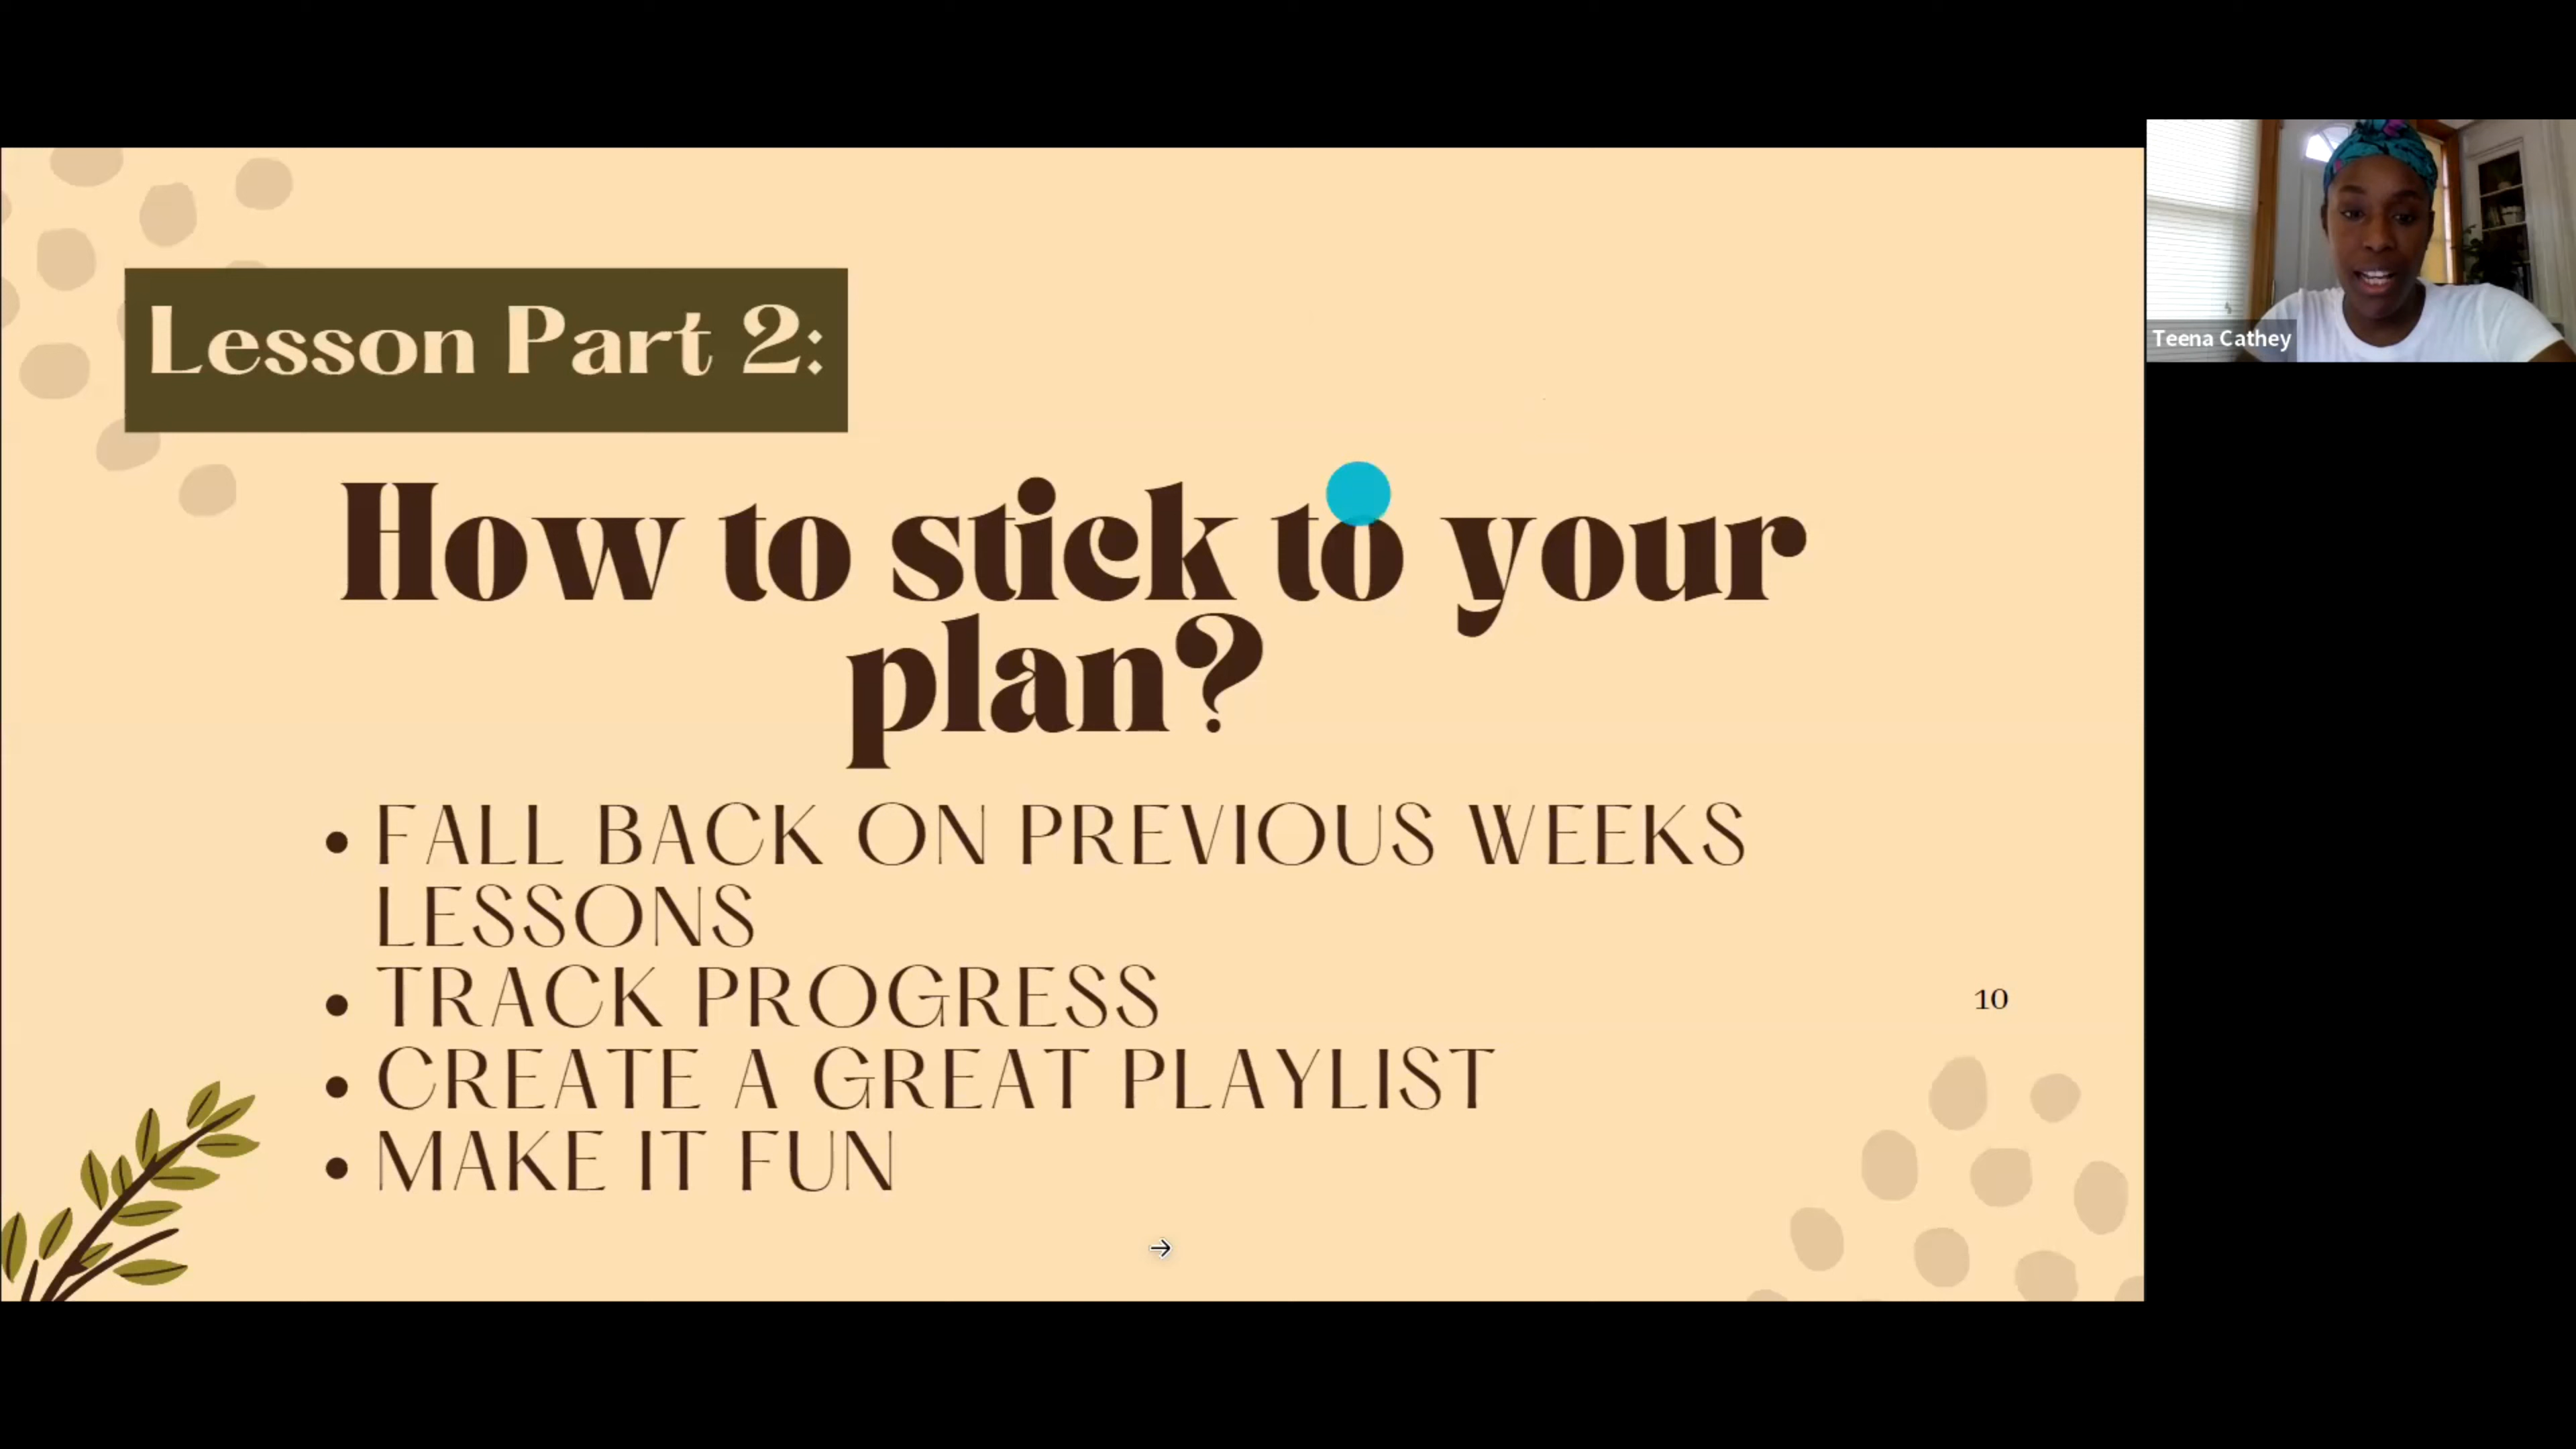 Lesson Part 2:
How to stick to your
plan?
• FALL BACK ON PREVIOUS WEEKS
LESSONS
• TRACK PROGRESS
• CREATE A GREAT PLAYLIST
• MAKE IT FUN
10
Teena Cathey